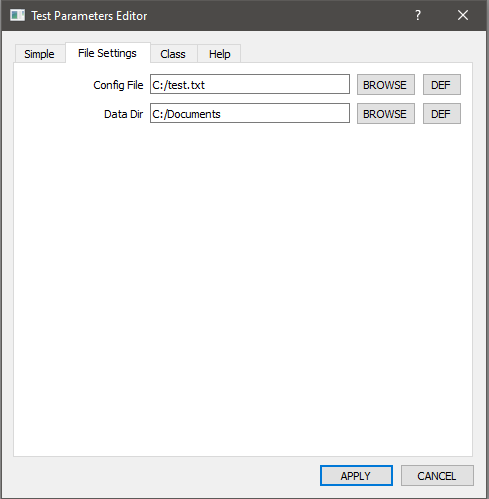 Test Parameters Editor ?
Simple File Settings Class Help
Config File C:/test.txt BROWSE DEF
Data Dir C:/Documents BROWSE DEF
APPLY CANCEL